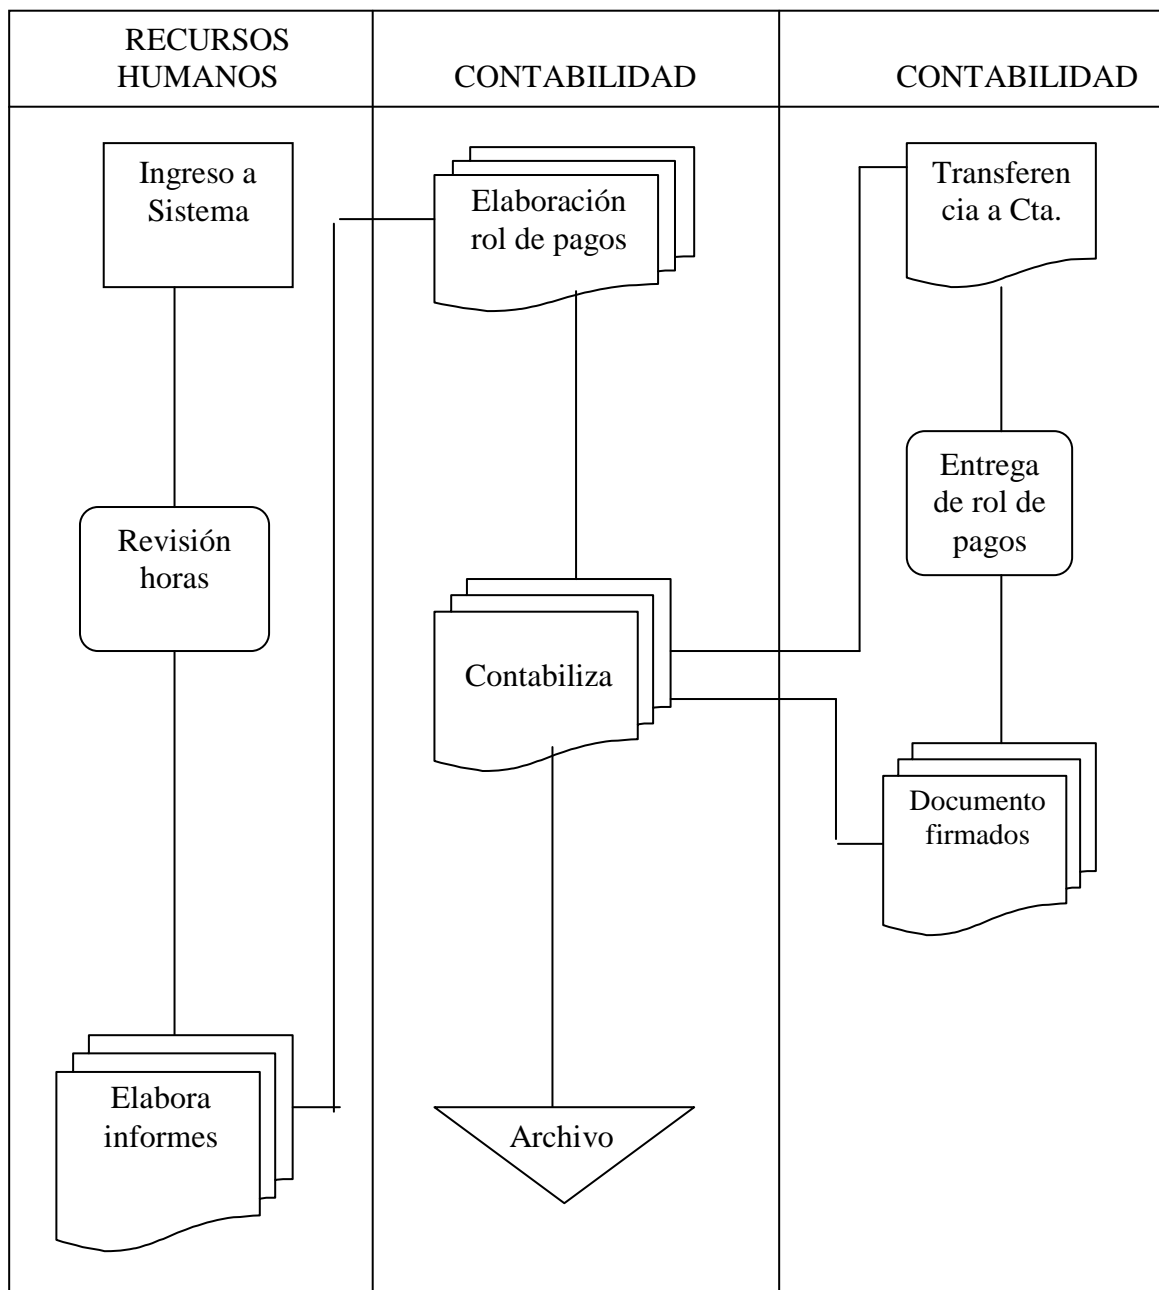 RECURSOS
HUMANOS
CONTABILIDAD
CONTABILIDAD
Ingreso a
Sistema
Revisión
horas
Elabora
informes
Elaboración
rol de pagos
Contabiliza
Archivo
Transferen
cia a Cta.
Entrega
de rol de
pagos
Documento
firmados